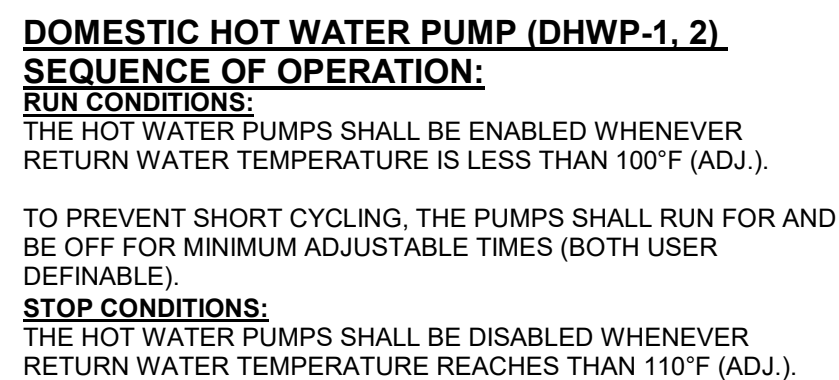 DOMESTIC HOT WATER PUMP (DHWP-1, 2)
SEQUENCE OF OPERATION:
RUN CONDITIONS:
THE HOT WATER PUMPS SHALL BE ENABLED WHENEVER
RETURN WATER TEMPERATURE IS LESS THAN 100°F (ADJ.).
TO PREVENT SHORT CYCLING, THE PUMPS SHALL RUN FOR AND
BE OFF FOR MINIMUM ADJUSTABLE TIMES (BOTH USER
DEFINABLE).
STOP CONDITIONS:
THE HOT WATER PUMPS SHALL BE DISABLED WHENEVER
RETURN WATER TEMPERATURE REACHES THAN 110°F (ADJ.).